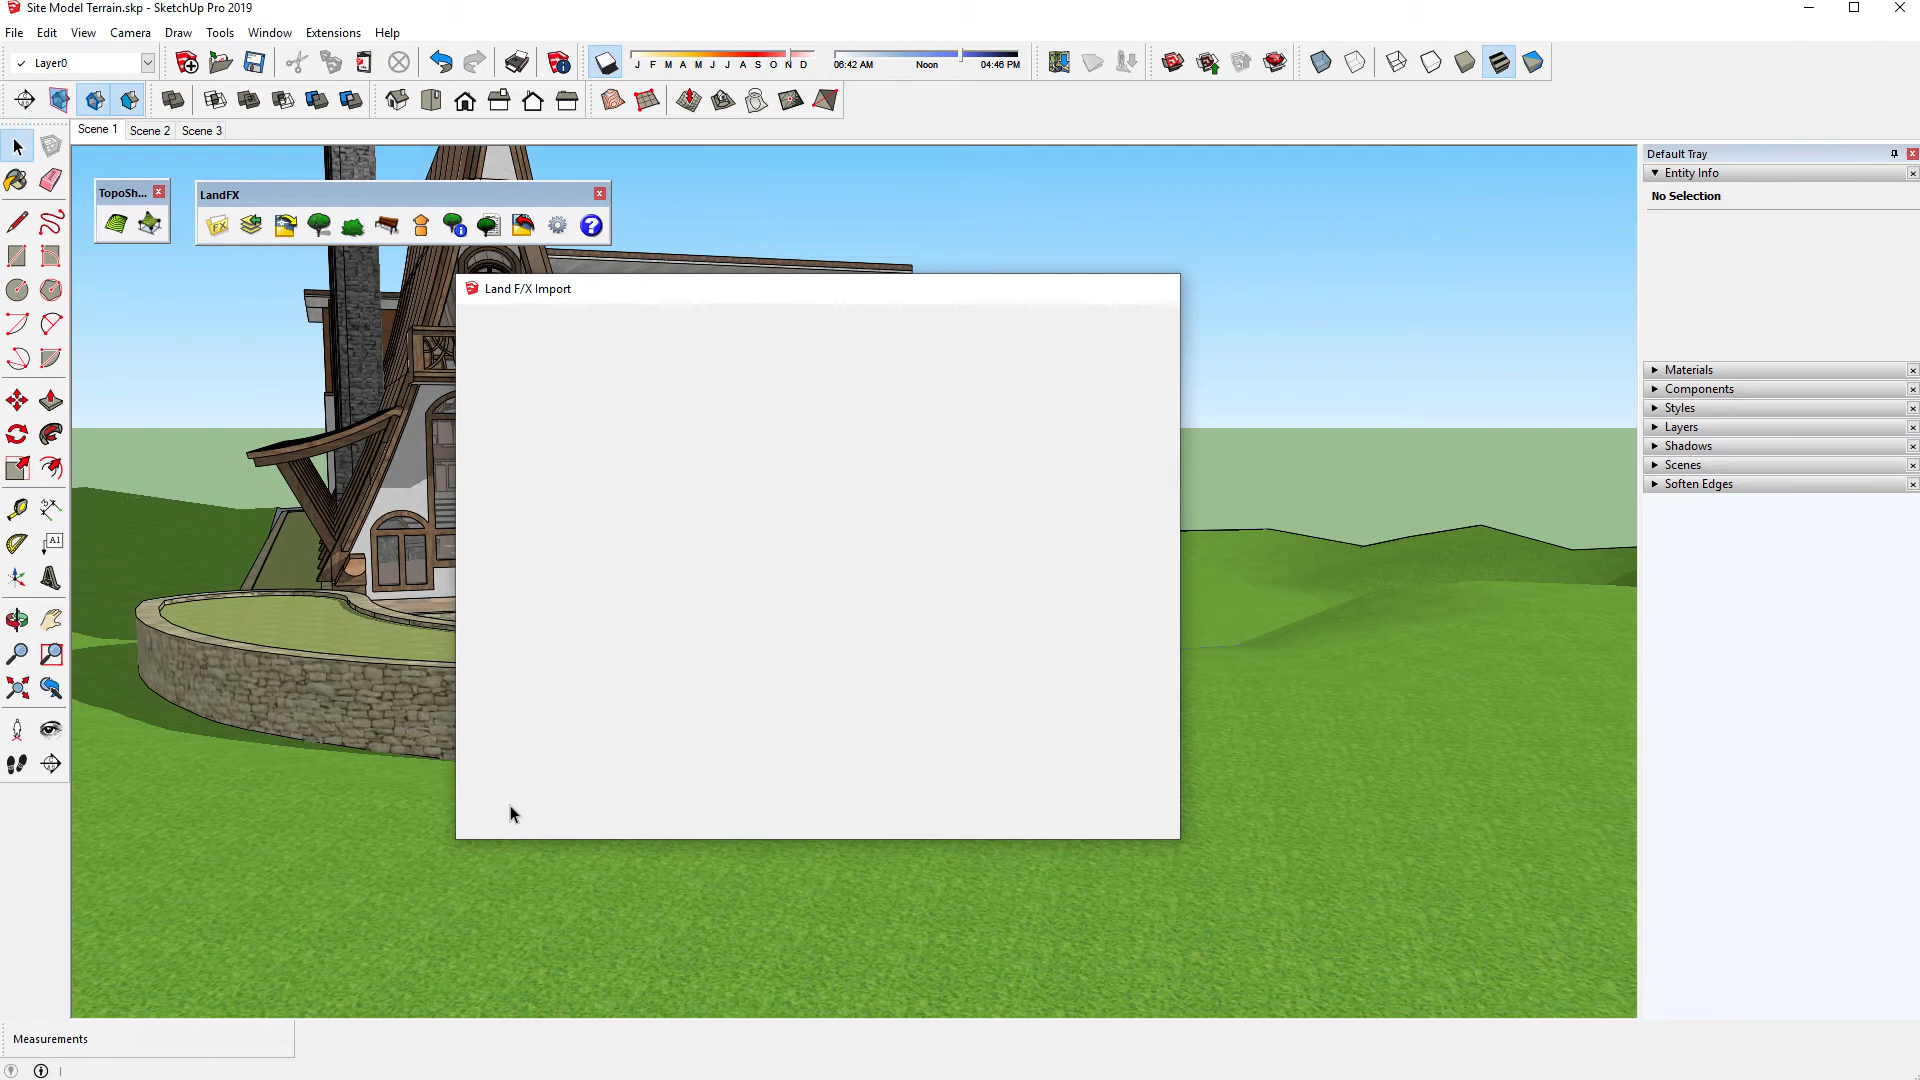 Site Model Terrain.skp - SketchUp Pro 2019
File Edit View Camera Draw Tools Window Extensions Help
Layer0
J F M A M J J A S O N D
06:42 AM Noon 04:46 PM
Scene 1 Scene 2 Scene 3
Default Tray
Entity Info
No Selection
TopoSh...
LandFX
FX
Land F/X Import
Materials
Components
Styles
Layers
Shadows
Scenes
Soften Edges
A1
Measurements